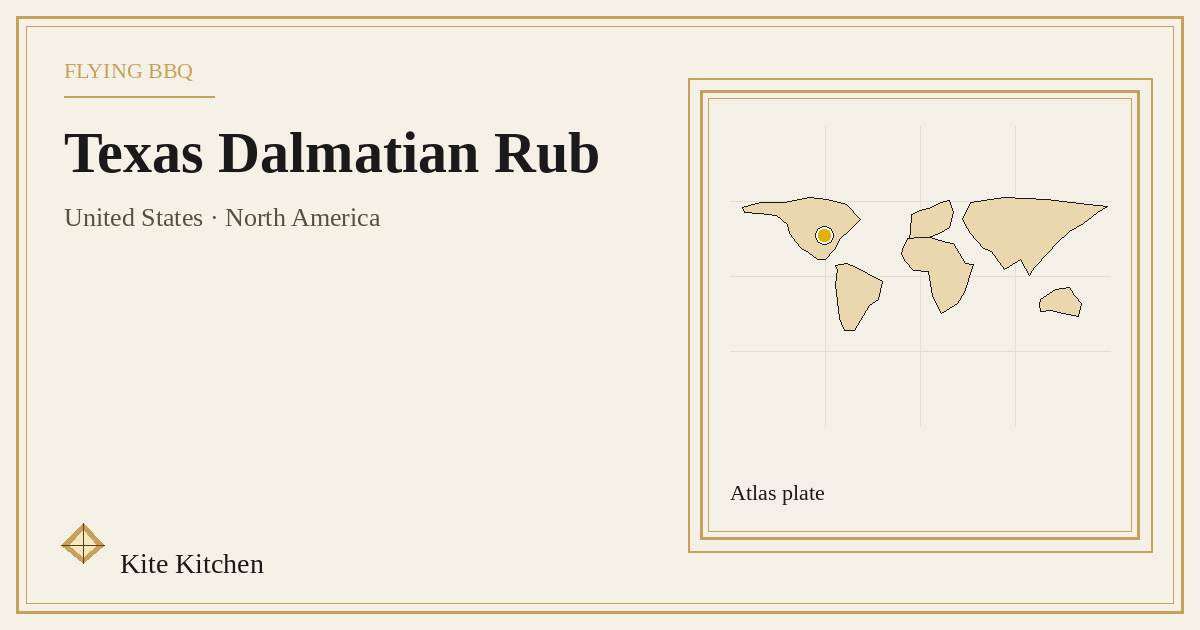 FLYING BBQ
Texas Dalmatian Rub
United States · North America
Atlas plate
Kite Kitchen